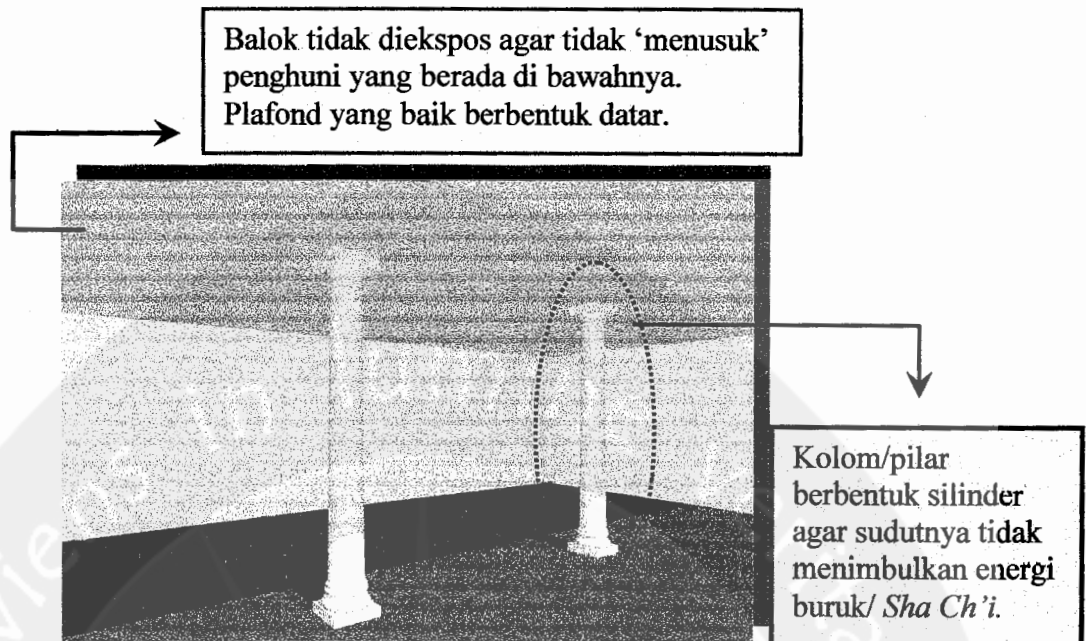 Balok tidak diekspos agar tidak ‘menusuk’
penghuni yang berada di bawahnya.
Plafond yang baik berbentuk datar.
Kolom/pilar
berbentuk silinder
agar sudutnya tidak
menimbulkan energi
buruk/ Sha Ch’i.